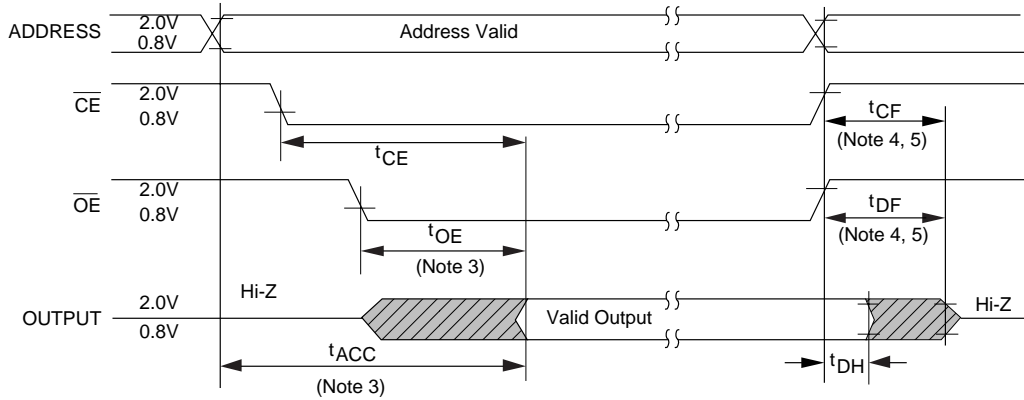 ADDRESS 2.0V 0.8V Address Valid
CE 2.0V 0.8V tCE tCF (Note 4, 5)
OE 2.0V 0.8V tOE (Note 3) tDF (Note 4, 5)
OUTPUT 2.0V 0.8V Hi-Z Valid Output Hi-Z
tACC (Note 3) tDH